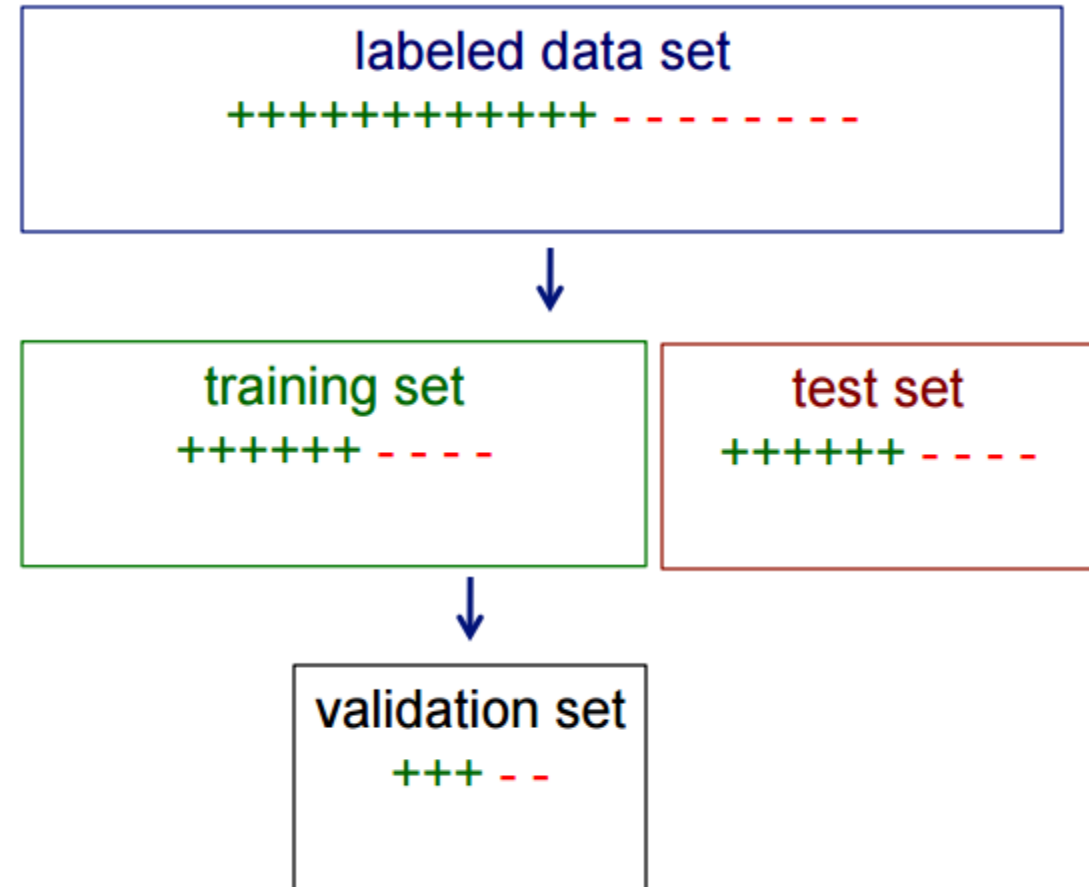 labeled data set
++++++++++++ - - - - - - - -
training set
++++++ - - - -
test set
++++++ - - - -
validation set
+++ - -